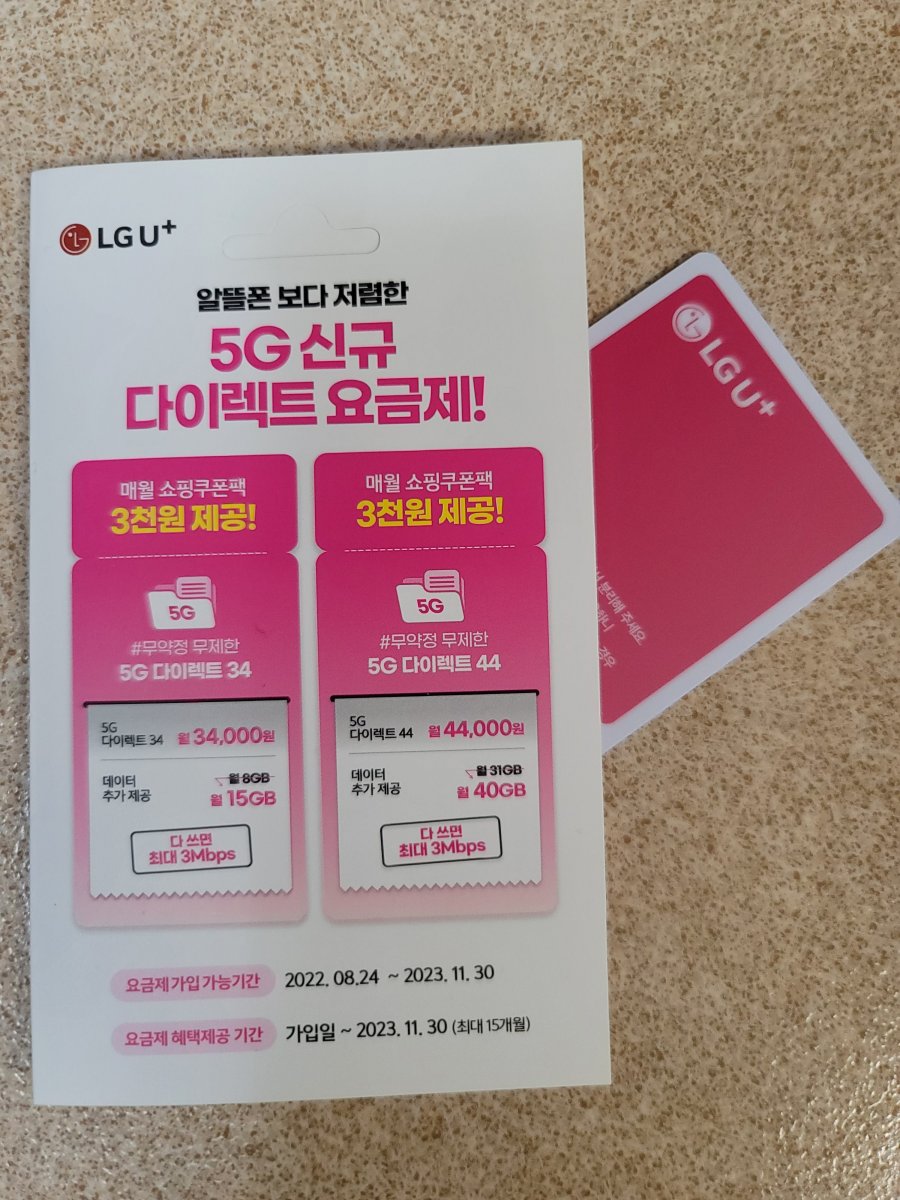 LG U+
알뜰폰 보다 저렴한
5G 신규
다이렉트 요금제!
매월 쇼핑쿠폰팩
3천원 제공!
5G
#무약정 무제한
5G 다이렉트 34
5G
다이렉트 34 월 34,000원
데이터
추가 제공
월 8GB
월 15GB
다 쓰면
최대 3Mbps
매월 쇼핑쿠폰팩
3천원 제공!
5G
#무약정 무제한
5G 다이렉트 44
5G
다이렉트 44 월 44,000원
데이터
추가 제공
월 31GB
월 40GB
다 쓰면
최대 3Mbps
요금제 가입 가능기간 2022. 08.24 ~ 2023. 11. 30
요금제 혜택제공 기간 가입일 ~ 2023. 11. 30 (최대 15개월)
LG U+
분리해 주세요.
경우